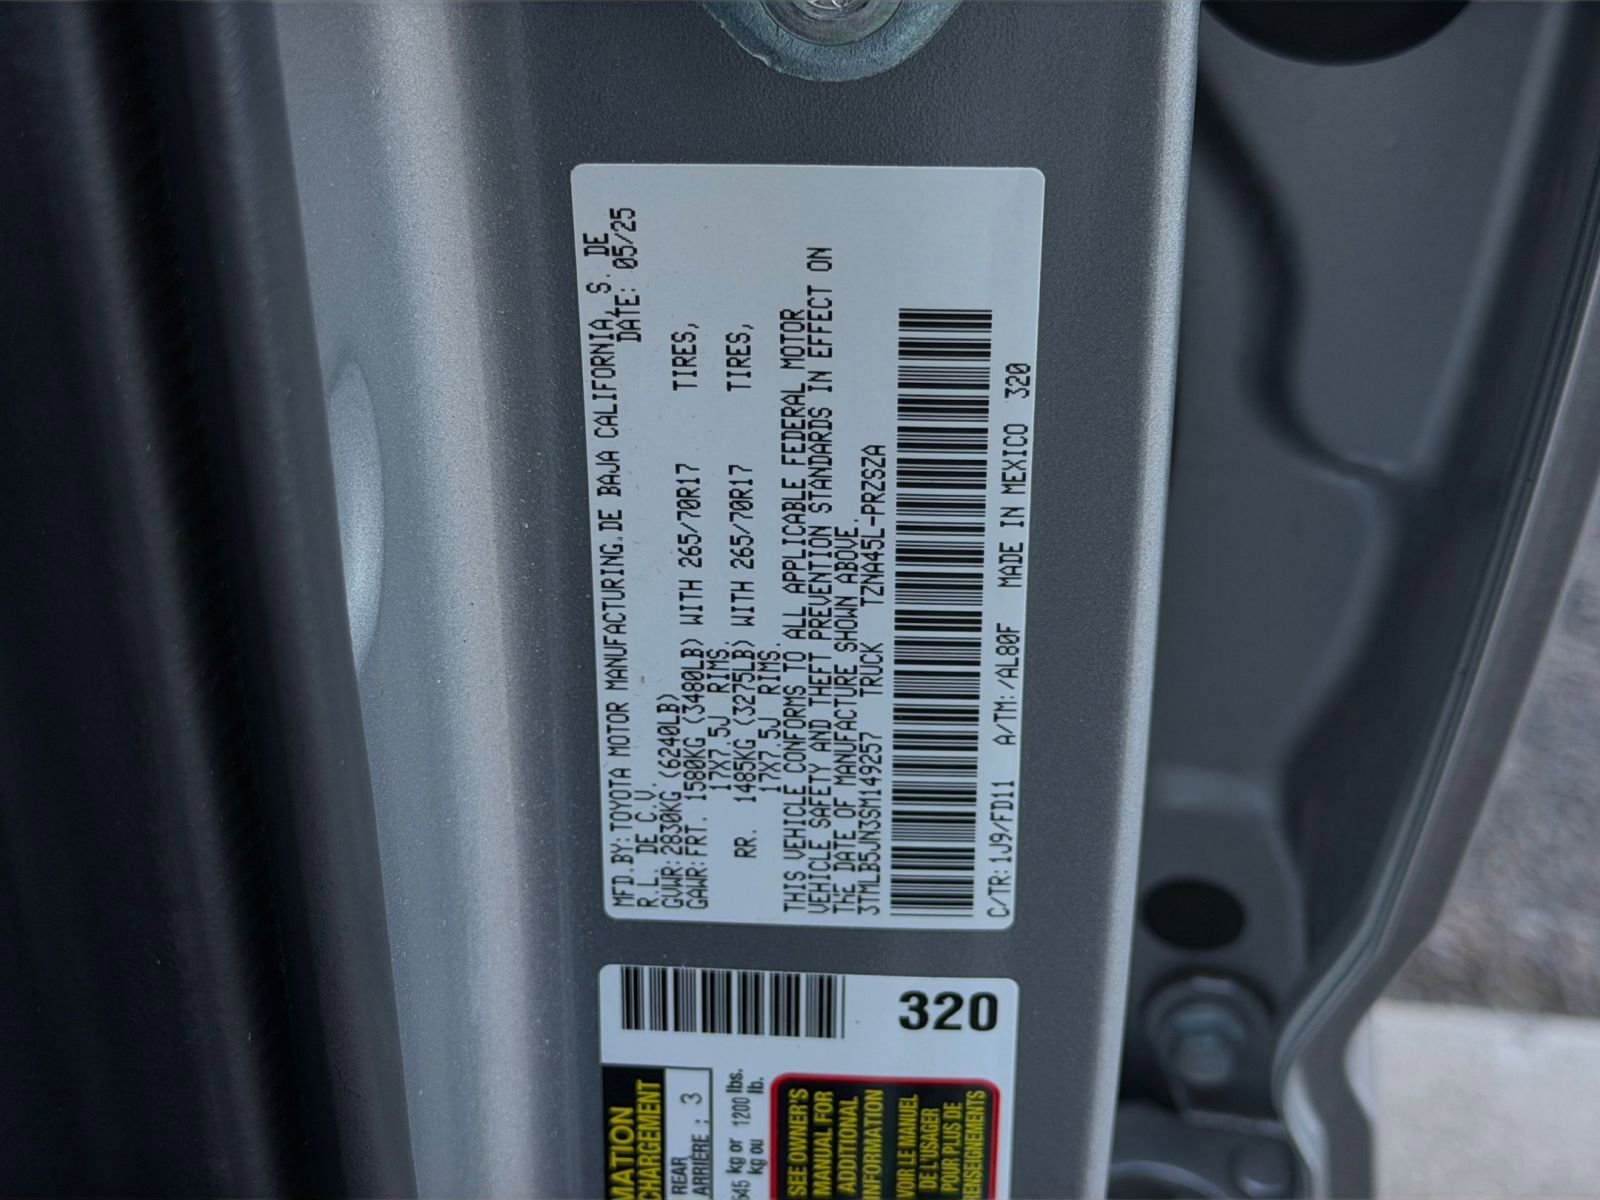 MFD.BY:TOYOTA MOTOR MANUFACTURING.DE BAJA CALIFORNIA, S. DE
R.L. DE C.V. DATE: 05/25
GVWR:2830KG (6240LB)
GAWR:FRT. 1580KG (3480LB) WITH 265/70R17 TIRES,
17X7.5J RIMS.
RR. 1485KG (3275LB) WITH 265/70R17 TIRES,
17X7.5J RIMS.
THIS VEHICLE CONFORMS TO ALL APPLICABLE FEDERAL MOTOR
VEHICLE SAFETY AND THEFT PREVENTION STANDARDS IN EFFECT ON
THE DATE OF MANUFACTURE SHOWN ABOVE.
3TMLB5JN3SM149257 TRUCK TZNA45L-PRZSZA
C/TR:1J9/FD11 A/TM:/AL80F MADE IN MEXICO 320
320
REAR
ARRIÈRE : 3
kg or 1200 lbs.
kg ou lb.
SEE OWNER'S
MANUAL FOR
ADDITIONAL
INFORMATION
VOIR LE MANUEL
DE L'USAGER
POUR PLUS DE
RENSEIGNEMENTS